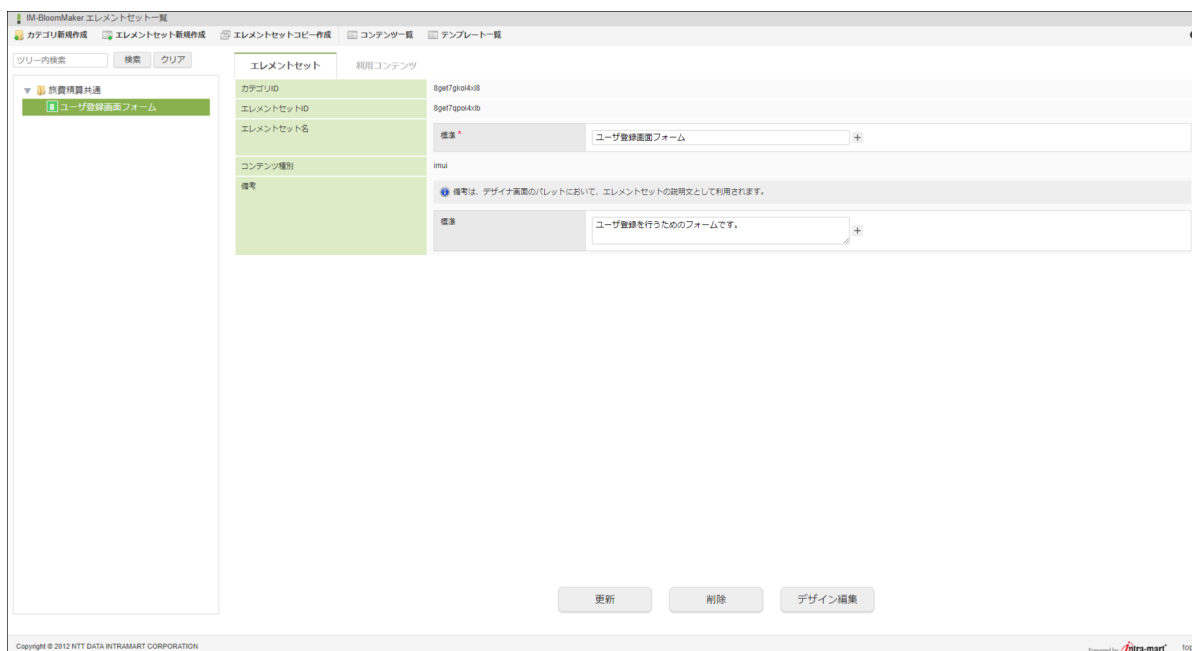 IM-BloomMaker エレメントセット一覧
カテゴリ新規作成 エレメントセット新規作成 エレメントセットコピー作成 コンテンツ一覧 テンプレート一覧
ツリー内検索 検索 クリア
エレメントセット 利用コンテンツ
旅費精算共通
8 ユーザ登録画面フォーム
カテゴリID 8get7gkoi4xl8
エレメントセットID 8get7qpoi4xlb
エレメントセット名 標準 * ユーザ登録画面フォーム
コンテンツ種別 imui
備考 備考は、デザイナ画面のパレットにおいて、エレメントセットの説明文として利用されます。
標準 ユーザ登録を行うためのフォームです。
更新 削除 デザイン編集
Copyright © 2012 NTT DATA INTRAMART CORPORATION Powered by intra-mart top